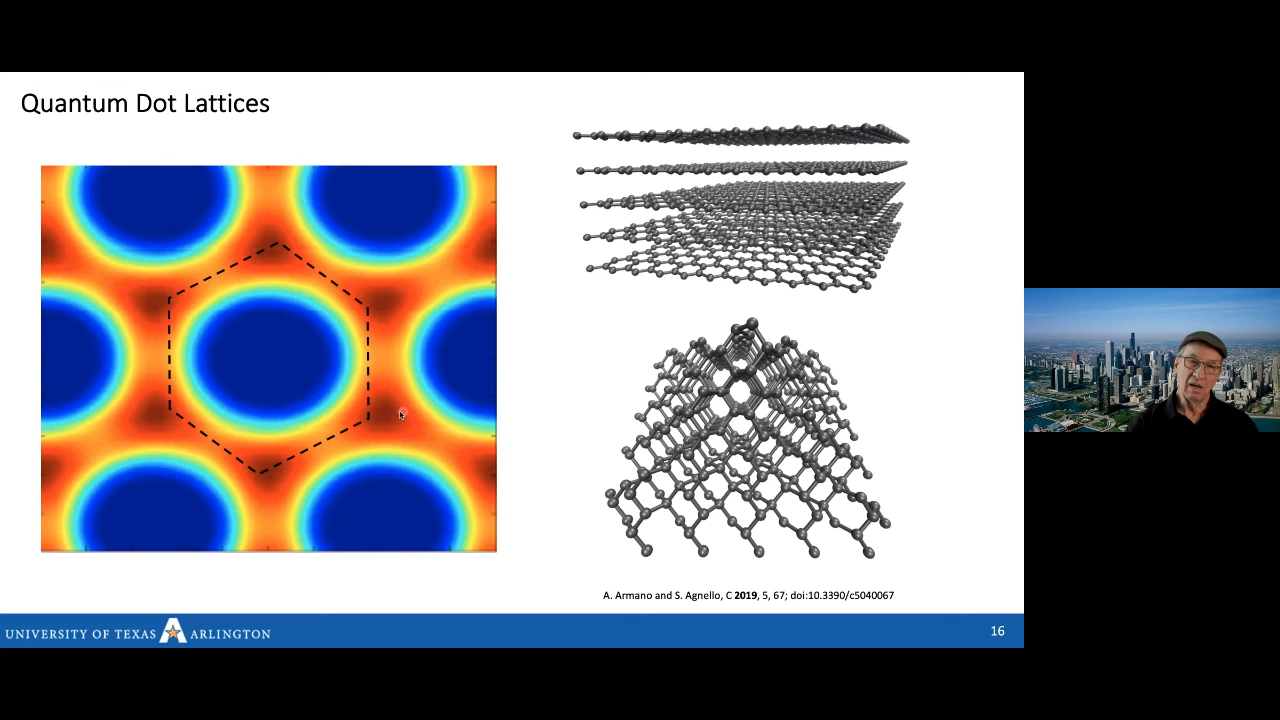 Quantum Dot Lattices
A. Armano and S. Agnello, C 2019, 5, 67; doi:10.3390/c5040067
UNIVERSITY OF TEXAS ARLINGTON
16